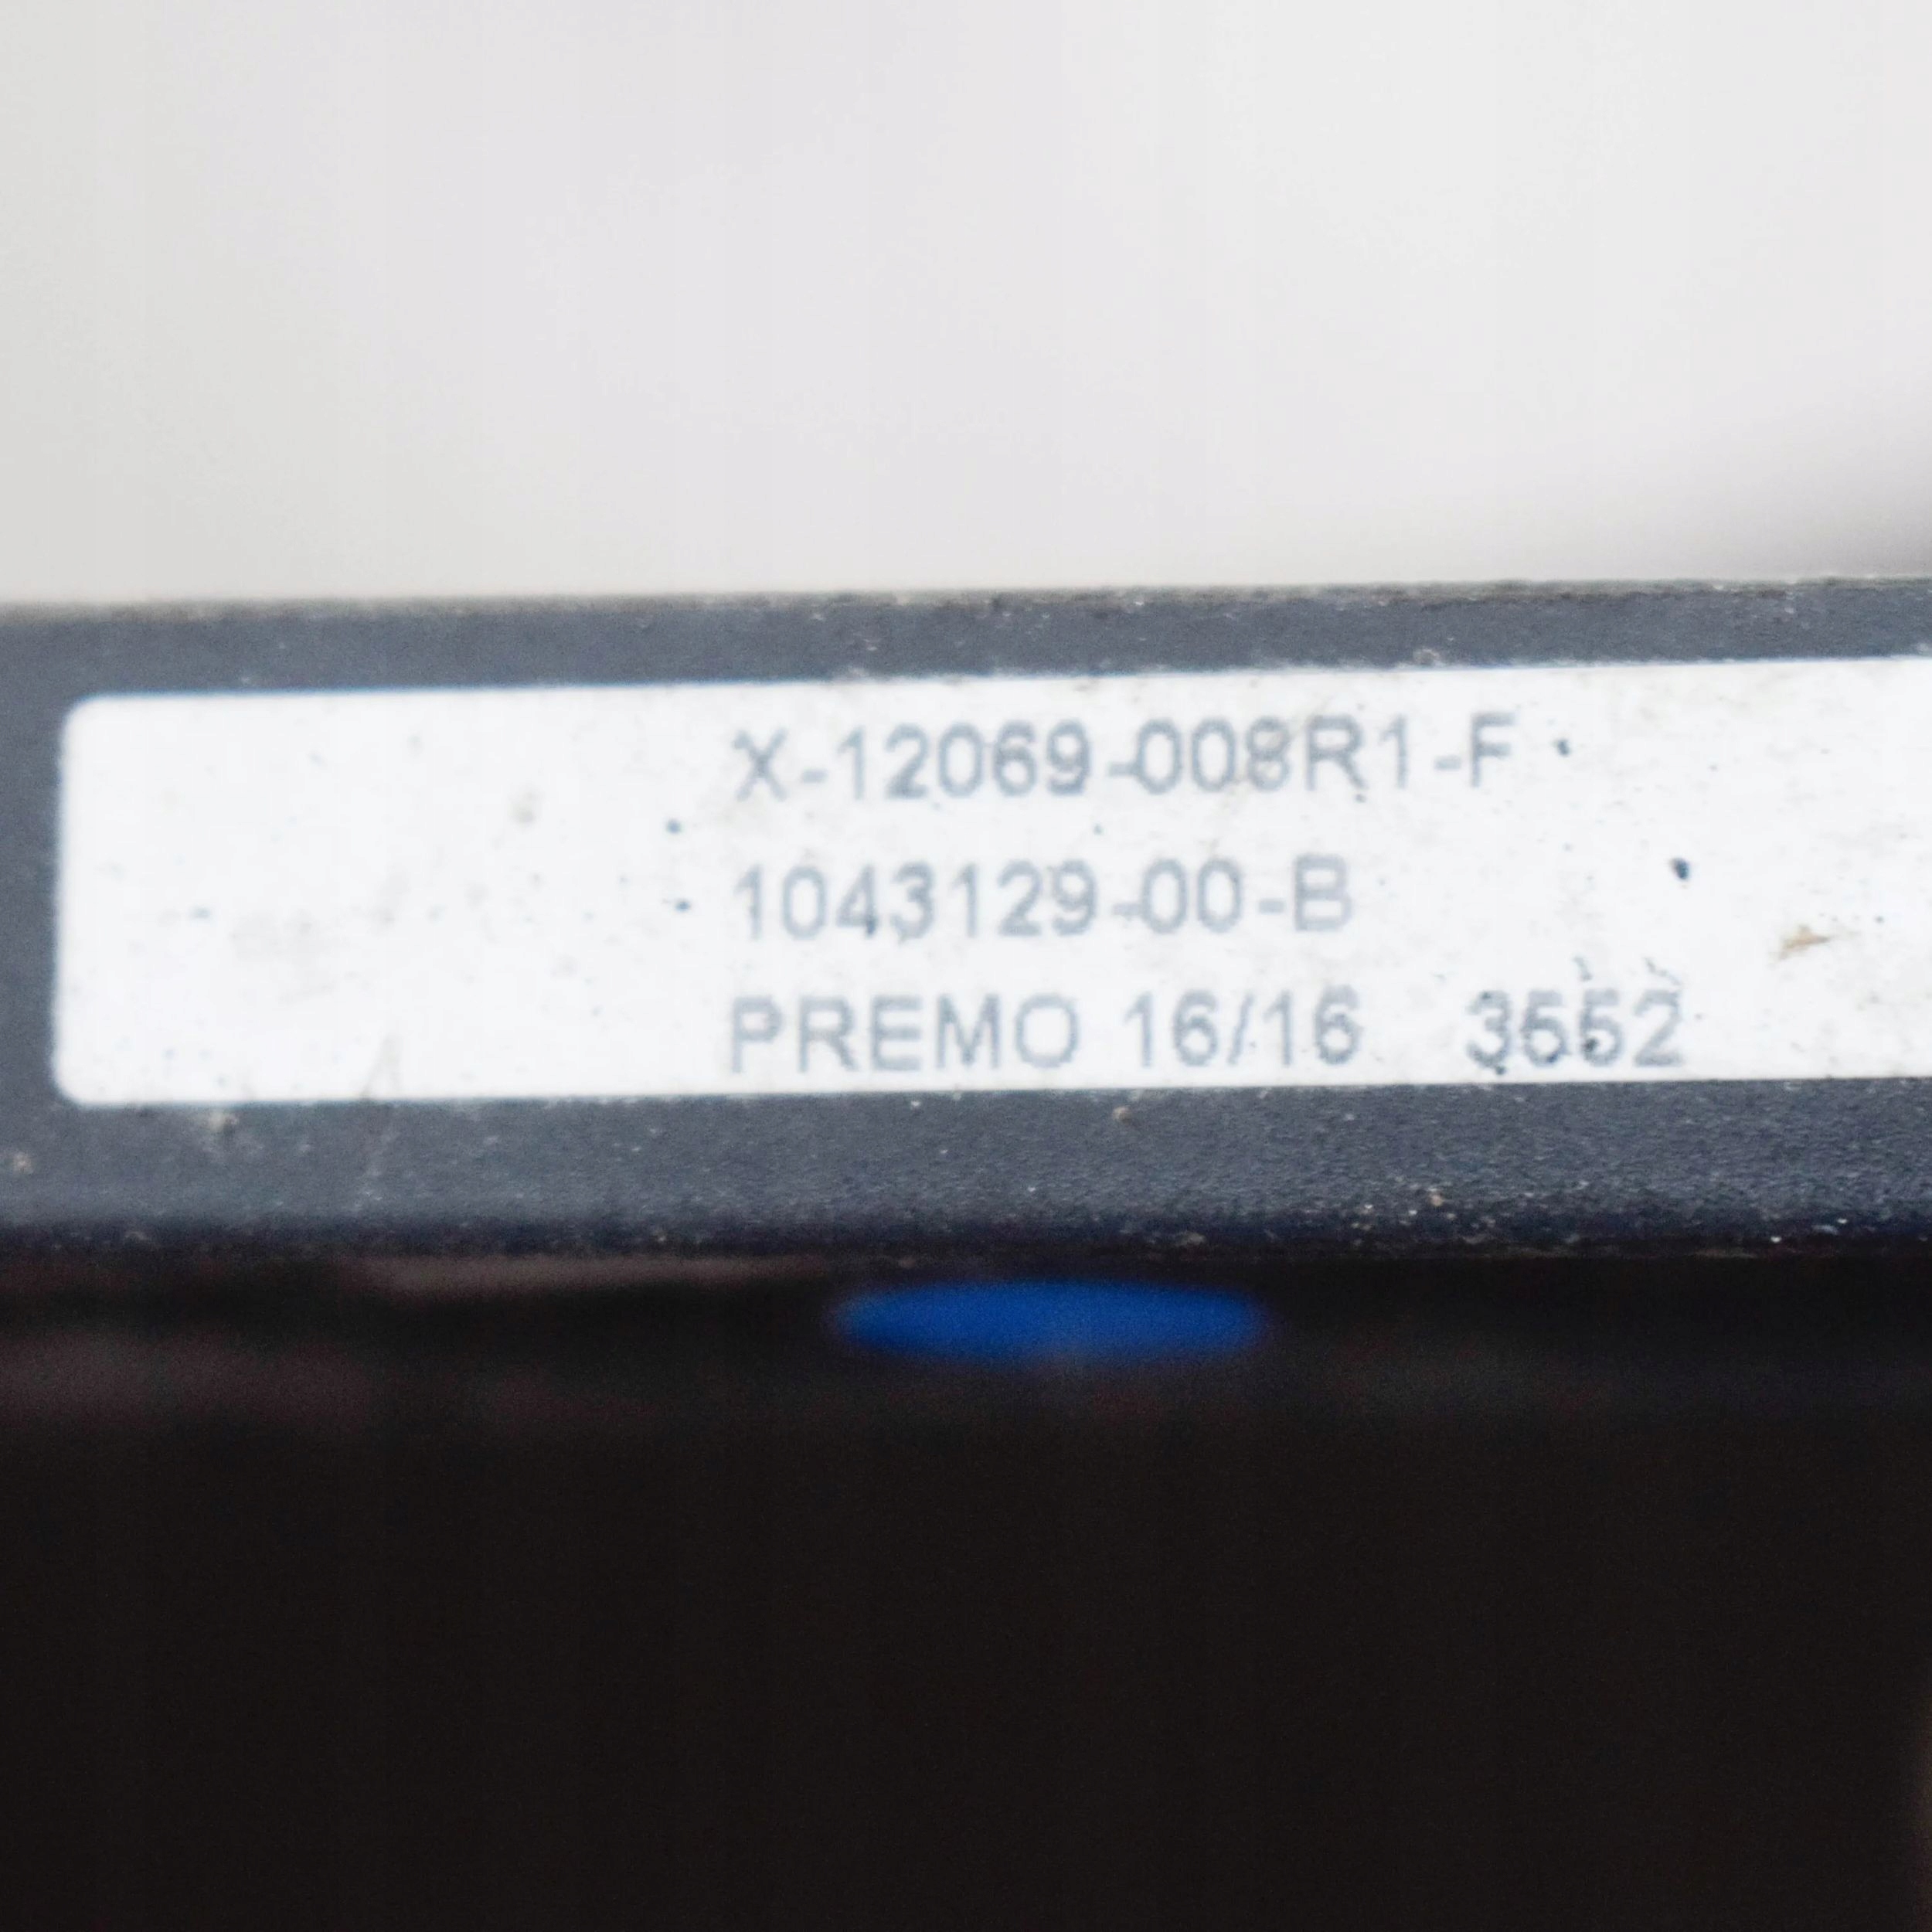 X-12069-008R1-F
1043129-00-B
PREMO 16/16 3552